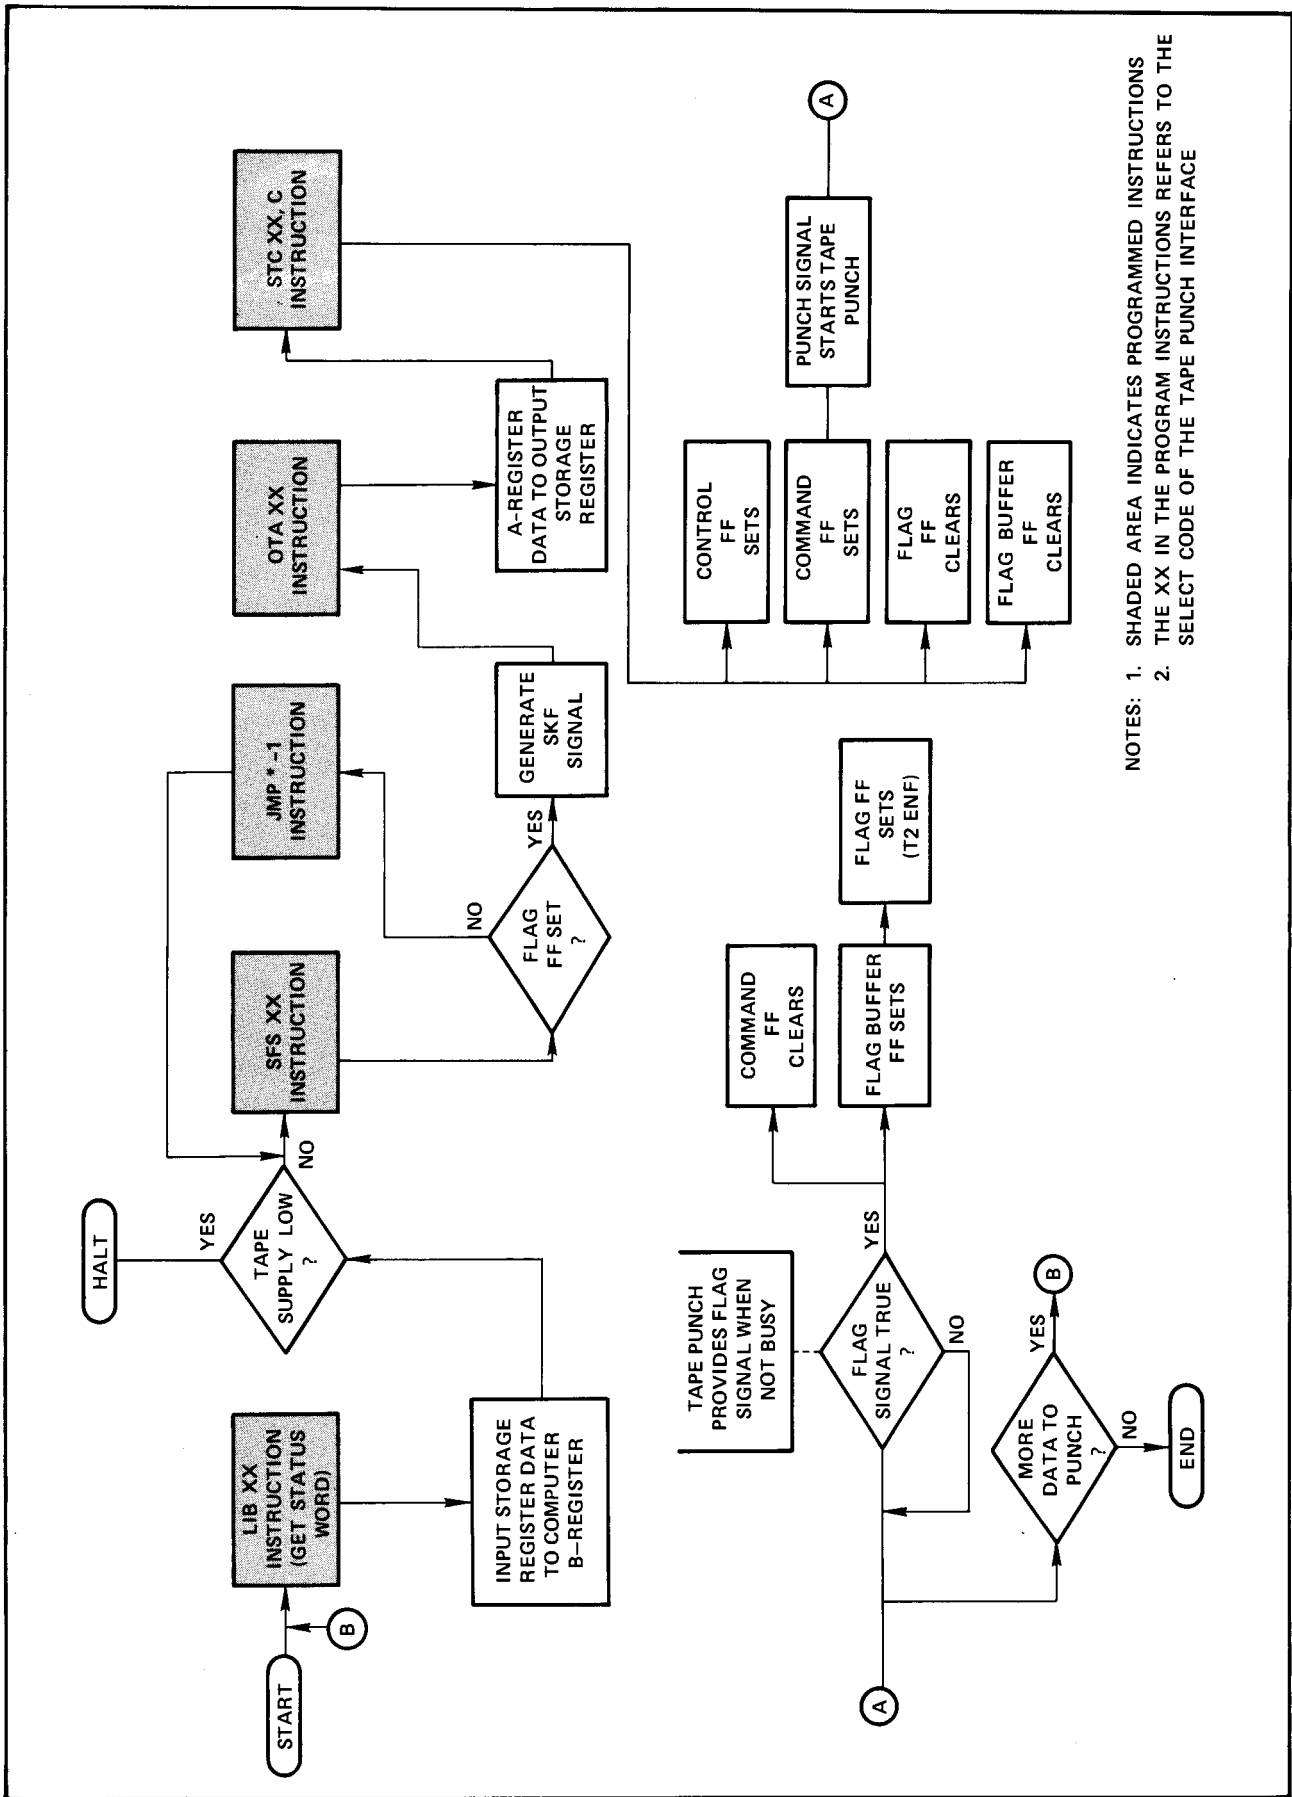 START
B
LIB XX
INSTRUCTION
(GET STATUS
WORD)
INPUT STORAGE
REGISTER DATA
TO COMPUTER
B–REGISTER
HALT
YES
TAPE
SUPPLY LOW
?
NO
SFS XX
INSTRUCTION
FLAG
FF SET
?
NO
YES
JMP * –1
INSTRUCTION
GENERATE
SKF
SIGNAL
OTA XX
INSTRUCTION
A-REGISTER
DATA TO OUTPUT
STORAGE
REGISTER
STC XX, C
INSTRUCTION
CONTROL
FF
SETS
COMMAND
FF
SETS
FLAG
FF
CLEARS
FLAG BUFFER
FF
CLEARS
PUNCH SIGNAL
STARTS TAPE
PUNCH
A
A
TAPE PUNCH
PROVIDES FLAG
SIGNAL WHEN
NOT BUSY
FLAG
SIGNAL TRUE
?
YES
NO
COMMAND
FF
CLEARS
FLAG BUFFER
FF SETS
FLAG FF
SETS
(T2 ENF)
MORE
DATA TO
PUNCH
?
YES
B
NO
END
NOTES: 1. SHADED AREA INDICATES PROGRAMMED INSTRUCTIONS
2. THE XX IN THE PROGRAM INSTRUCTIONS REFERS TO THE
SELECT CODE OF THE TAPE PUNCH INTERFACE